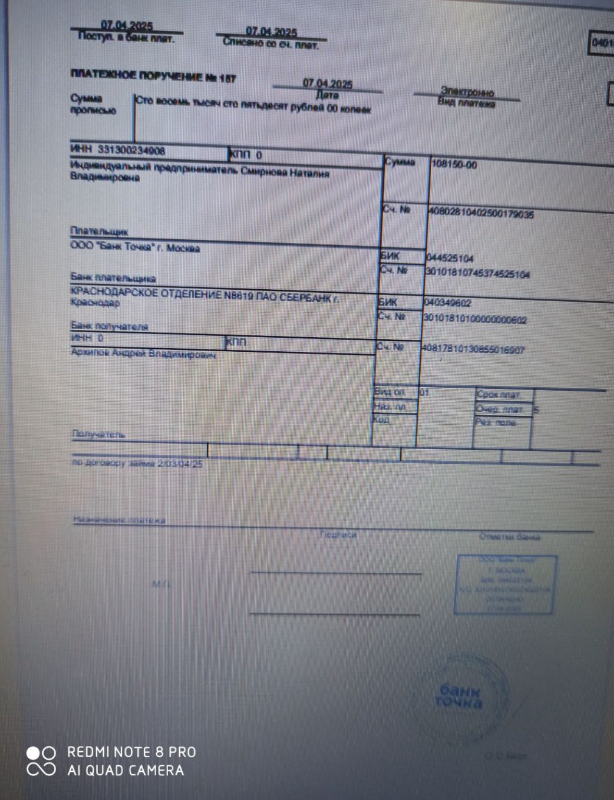 07.04.2025
07.04.2025
Поступ. в банк плат.
Списано со сч. плат.
0401
ПЛАТЕЖНОЕ ПОРУЧЕНИЕ № 187
07.04.2025
Электронно
Дата
Вид платежа
Сумма прописью
Сто восемь тысяч сто пятьдесят рублей 00 копеек
ИНН 331300234908
КПП 0
Сумма
108150-00
Индивидуальный предприниматель Смирнова Наталия
Владимировна
Сч. №
40802810402500179035
Плательщик
ООО "Банк Точка" г. Москва
БИК
044525104
Сч. №
30101810745374525104
Банк плательщика
КРАСНОДАРСКОЕ ОТДЕЛЕНИЕ N8619 ПАО СБЕРБАНК г.
Краснодар
БИК
040349602
Сч. №
30101810100000000602
Банк получателя
ИНН 0
КПП
Сч. №
40817810130855016907
Архипов Андрей Владимирович
Вид оп.
01
Срок плат.
Наз. пл.
Очер. плат.
5
Код
Рез. поле
Получатель
по договору займа 2/03/04/25
Назначение платежа
Подписи
Отметки банка
М.П.
ООО "Банк Точка"
Г. МОСКВА
банк
точка
REDMI NOTE 8 PRO
AI QUAD CAMERA